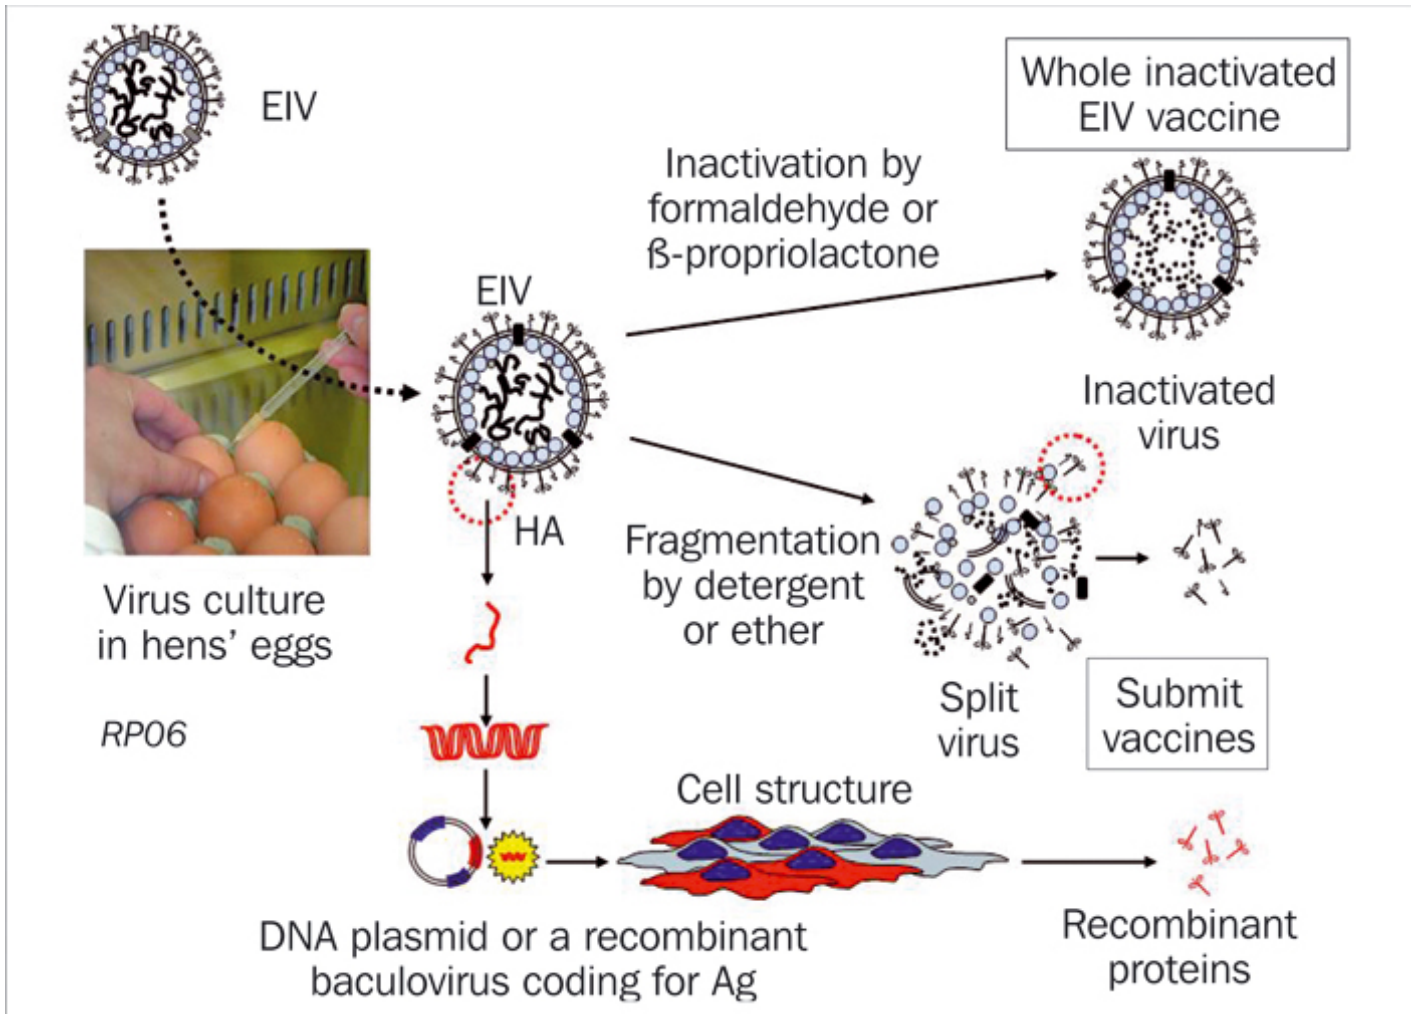 EIV
Whole inactivated
EIV vaccine
Inactivation by
formaldehyde or
ß-propriolactone
EIV
Inactivated
virus
HA
Fragmentation
by detergent
or ether
Virus culture
in hens’ eggs
Split
virus
Submit
vaccines
RP06
Cell structure
DNA plasmid or a recombinant
baculovirus coding for Ag
Recombinant
proteins